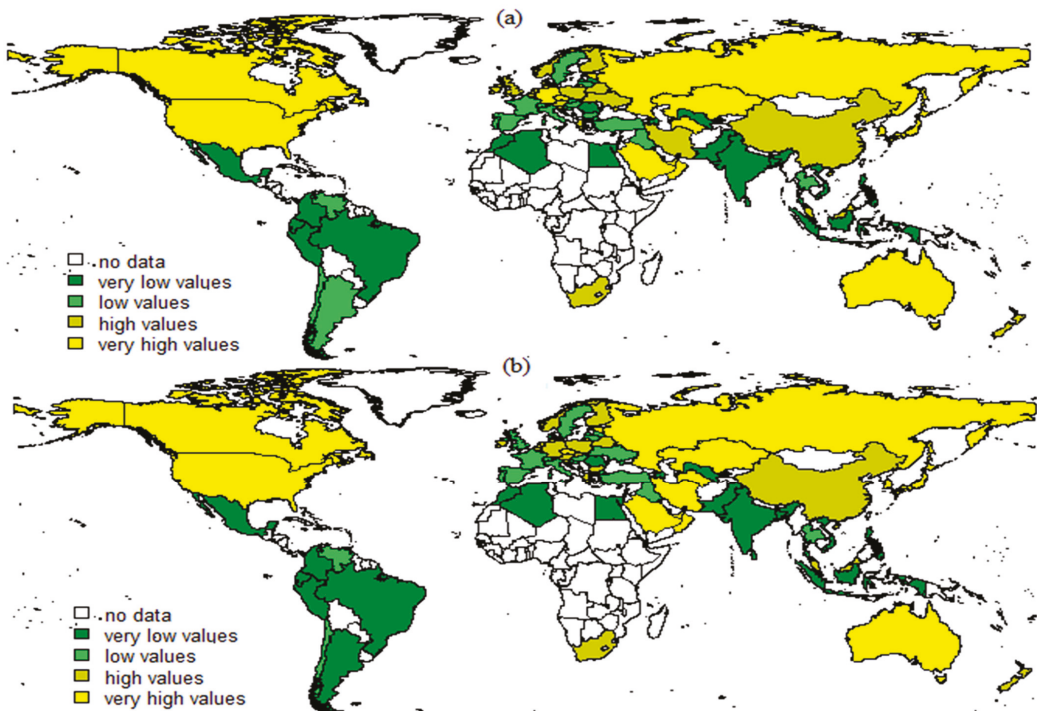 (a)
no data
very low values
low values
high values
very high values
(b)
no data
very low values
low values
high values
very high values